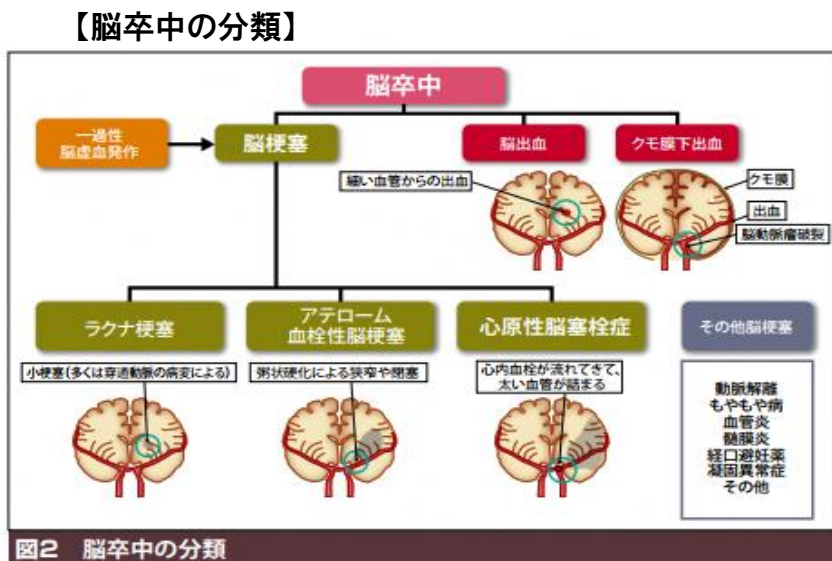 【脳卒中の分類】
脳卒中
一過性
脳虚血発作
脳梗塞
脳出血
クモ膜下出血
細い血管からの出血
クモ膜
出血
脳動脈瘤破裂
ラクナ梗塞
アテローム
血栓性脳梗塞
心原性脳塞栓症
その他脳梗塞
小梗塞(多くは穿通動脈の病変による)
粥状硬化による狭窄や閉塞
心内血栓が流れてきて、
太い血管が詰まる
動脈解離
もやもや病
血管炎
髄膜炎
経口避妊薬
凝固異常症
その他
図2 脳卒中の分類